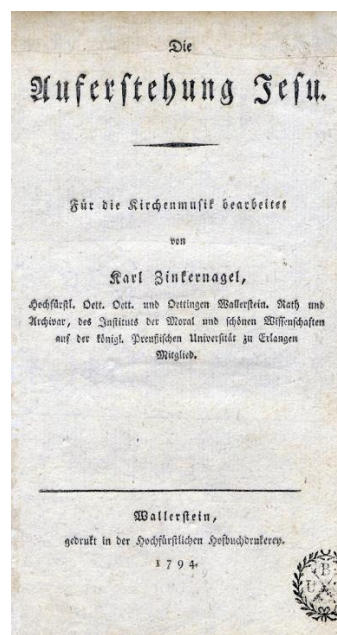 Die
Auferstehung Jesu.
Für die Kirchenmusik bearbeitet
von
Karl Zinkernagel,
Hochfürstl. Oett. Oett. und Oettingen Wallerstein. Rath und
Archivar, des Instituts der Moral und schönen Wissenschaften
auf der königl. Preußischen Universität zu Erlangen
Mitglied.
Wallerstein,
gedrukt in der Hochfürstlichen Hofbuchdrukerey.
1794.
B
U